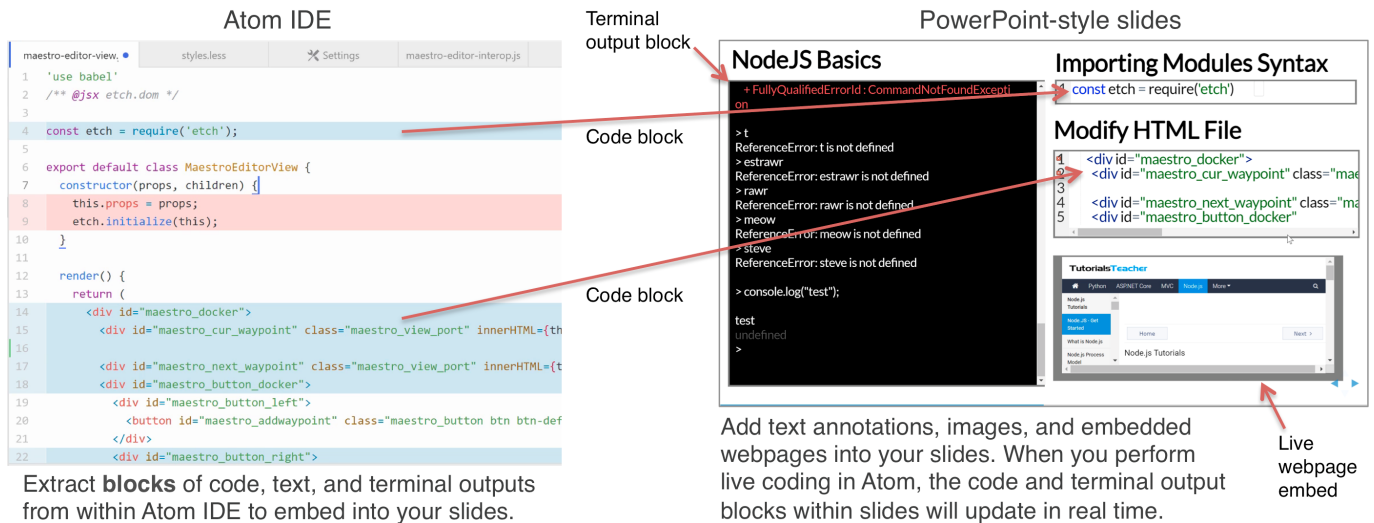 Atom IDE
maestro-editor-view.
styles.less
Settings
maestro-editor-interop.js
1 'use babel'
2 /** @jsx etch.dom */
3
4 const etch = require('etch');
5
6 export default class MaestroEditorView {
7 constructor(props, children) {
8 this.props = props;
9 etch.initialize(this);
10 }
11
12 render() {
13 return (
14 <div id="maestro_docker">
15 <div id="maestro_cur_waypoint" class="maestro_view_port" innerHTML={th
16
17 <div id="maestro_next_waypoint" class="maestro_view_port" innerHTML={t
18 <div id="maestro_button_docker">
19 <div id="maestro_button_left">
20 <button id="maestro_addwaypoint" class="maestro_button btn btn-def
21 </div>
22 <div id="maestro_button_right">
Extract blocks of code, text, and terminal outputs
from within Atom IDE to embed into your slides.
Terminal
output block
Code block
Code block
PowerPoint-style slides
NodeJS Basics
+ FullyQualifiedErrorId : CommandNotFoundExcepti
on
> t
ReferenceError: t is not defined
> estrawr
ReferenceError: estrawr is not defined
> rawr
ReferenceError: rawr is not defined
> meow
ReferenceError: meow is not defined
> steve
ReferenceError: steve is not defined
> console.log("test");
test
undefined
>
Importing Modules Syntax
const etch = require('etch')
Modify HTML File
1 <div id="maestro_docker">
2 <div id="maestro_cur_waypoint" class="mae
3
4 <div id="maestro_next_waypoint" class="ma
5 <div id="maestro_button_docker"
TutorialsTeacher
Python ASP.NET Core MVC Node.js More
Node.js
Tutorials
Node.JS - Get
Started
What is Node.js
Node.js Process
Model
Home
Next >
Node.js Tutorials
Add text annotations, images, and embedded
webpages into your slides. When you perform
live coding in Atom, the code and terminal output
blocks within slides will update in real time.
Live
webpage
embed